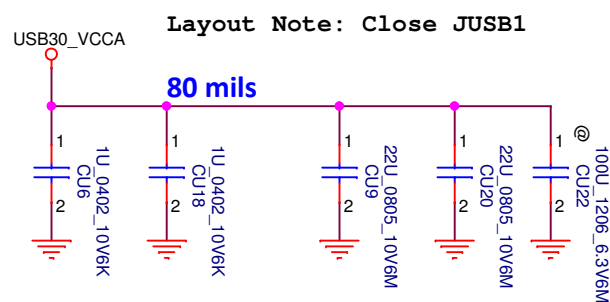 Layout Note: Close JUSB1
USB30_VCCA
80 mils
1
1U_0402_10V6K
CU6
2
1
1U_0402_10V6K
CU18
2
1
22U_0805_10V6M
CU9
2
1
22U_0805_10V6M
CU20
2
1
@
100U_1206_6.3V6M
CU22
2